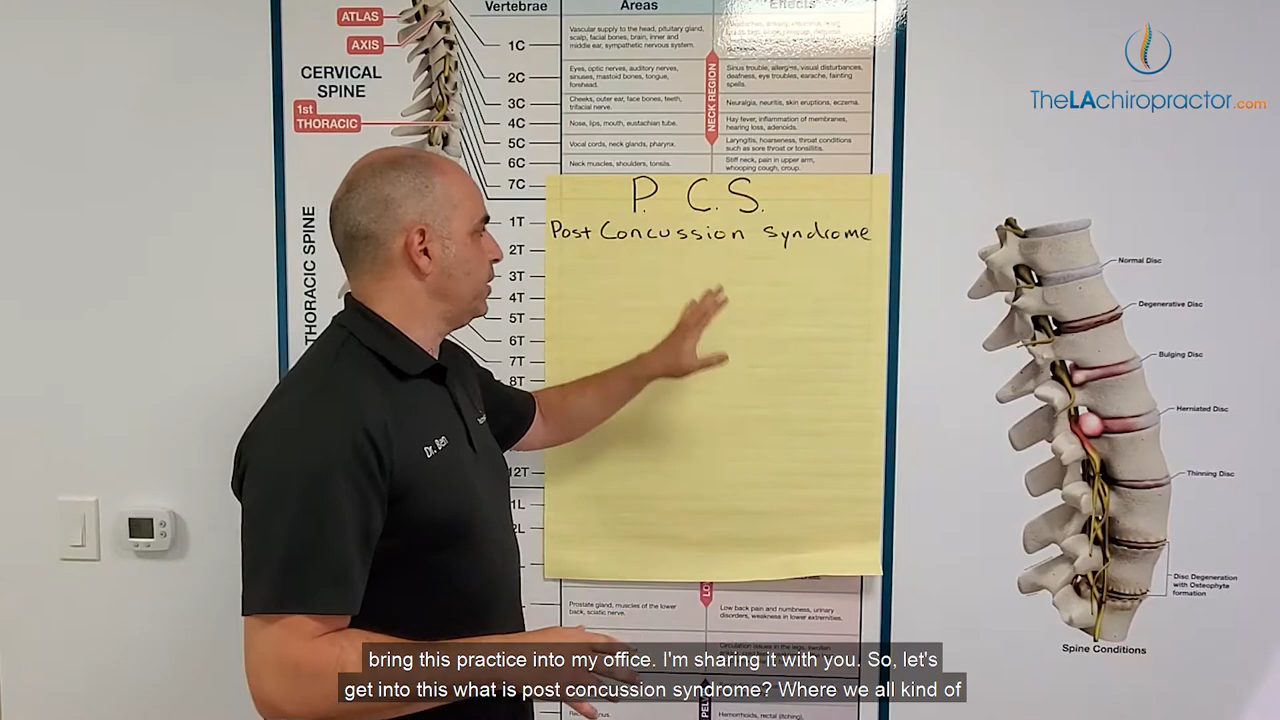 Vertebrae
Areas
Effects
ATLAS
AXIS
CERVICAL
SPINE
1st
THORACIC
THORACIC SPINE
1C
Vascular supply to the head, pituitary gland,
scalp, facial bones, brain, inner and
middle ear, sympathetic nervous system.
2C
Eyes, optic nerves, auditory nerves,
sinuses, mastoid bones, tongue,
forehead.
Sinus trouble, allergies, visual disturbances,
deafness, eye troubles, earache, fainting
spells.
3C
Cheeks, outer ear, face bones, teeth,
trifacial nerve.
Neuralgia, neuritis, skin eruptions, eczema.
4C
Nose, lips, mouth, eustachian tube.
Hay fever, inflammation of membranes,
hearing loss, adenoids.
5C
Vocal cords, neck glands, pharynx.
Laryngitis, hoarseness, throat conditions
such as sore throat or tonsillitis.
6C
Neck muscles, shoulders, tonsils.
Stiff neck, pain in upper arm,
whooping cough, croup.
7C
NECK REGION
1T
2T
3T
4T
5T
6T
7T
8T
12T
1L
P. C. S.
Post Concussion Syndrome
Dr. Ben
Prostate gland, muscles of the lower
back, sciatic nerve.
Low back pain and numbness, urinary
disorders, weakness in lower extremities.
Hemorrhoids, rectal (itching).
TheLAchiropractor.com
Normal Disc
Degenerative Disc
Bulging Disc
Herniated Disc
Thinning Disc
Disc Degeneration
with Osteophyte
formation
Spine Conditions
bring this practice into my office. I'm sharing it with you. So, let's
get into this what is post concussion syndrome? Where we all kind of